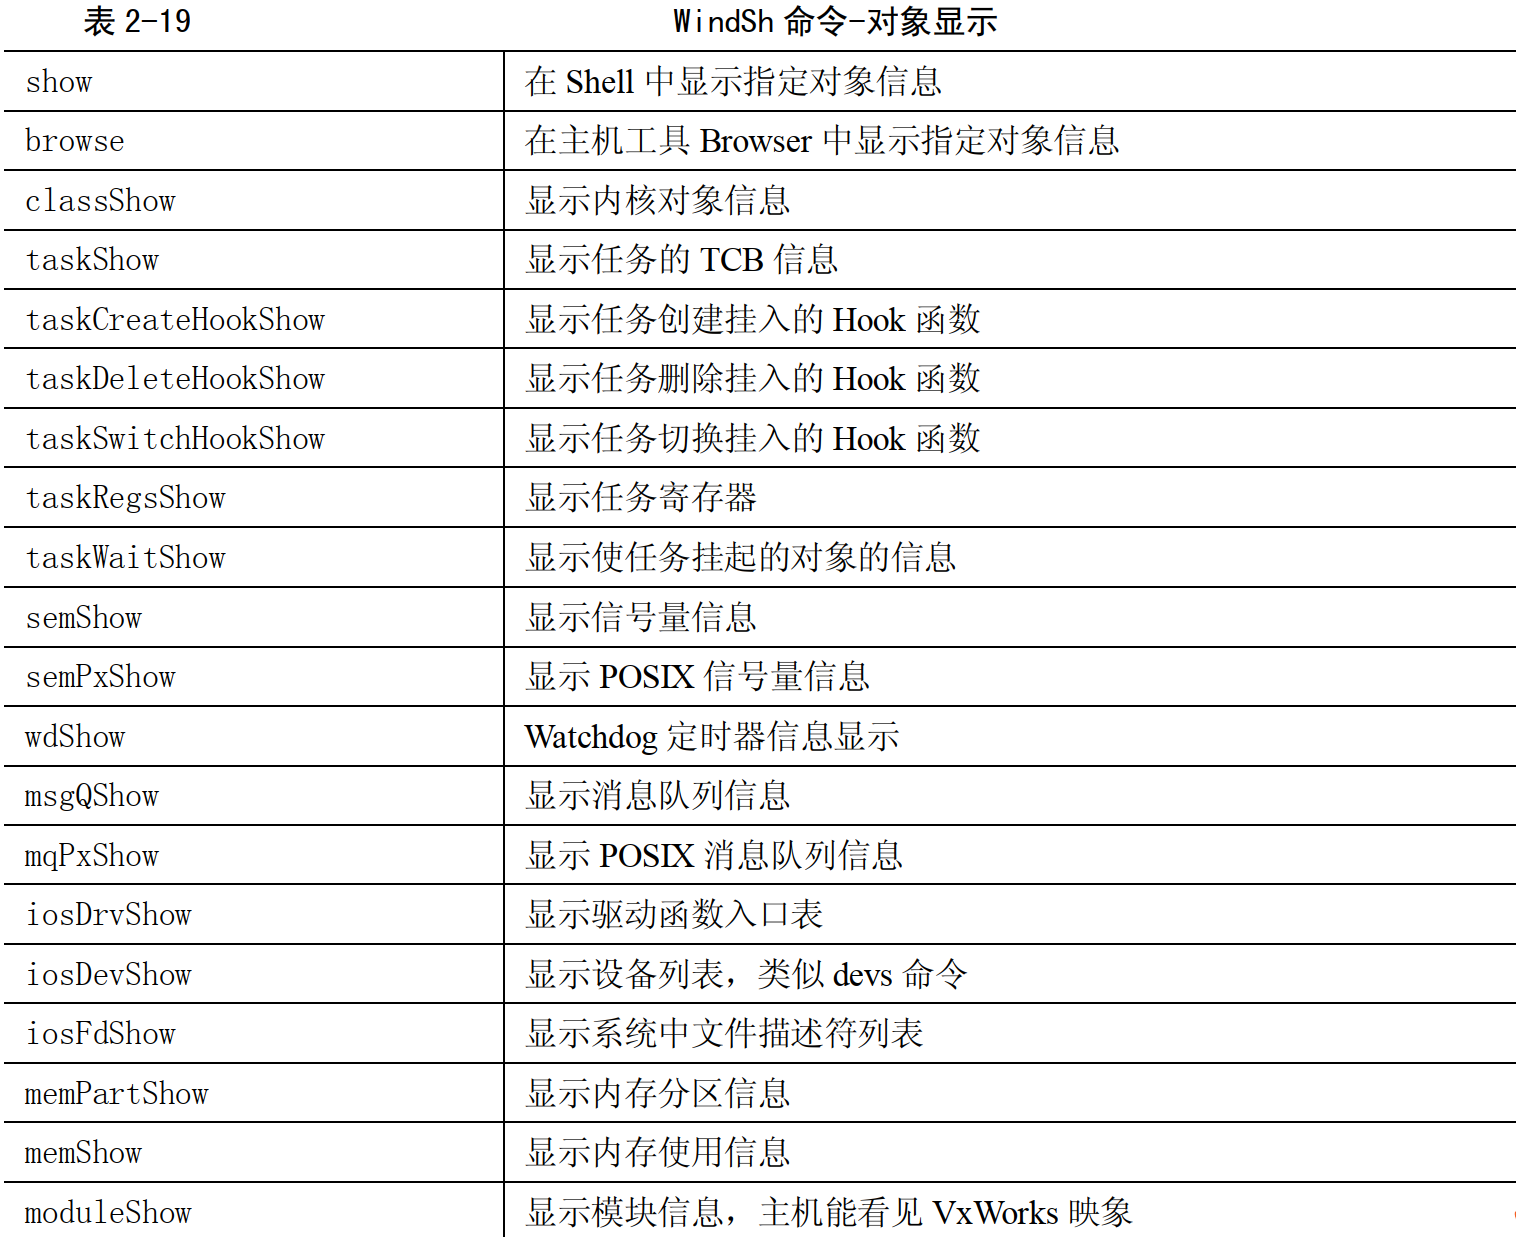 表 2-19 WindSh 命令-对象显示
show 在 Shell 中显示指定对象信息
browse 在主机工具 Browser 中显示指定对象信息
classShow 显示内核对象信息
taskShow 显示任务的 TCB 信息
taskCreateHookShow 显示任务创建挂入的 Hook 函数
taskDeleteHookShow 显示任务删除挂入的 Hook 函数
taskSwitchHookShow 显示任务切换挂入的 Hook 函数
taskRegsShow 显示任务寄存器
taskWaitShow 显示使任务挂起的对象的信息
semShow 显示信号量信息
semPxShow 显示 POSIX 信号量信息
wdShow Watchdog 定时器信息显示
msgQShow 显示消息队列信息
mqPxShow 显示 POSIX 消息队列信息
iosDrvShow 显示驱动函数入口表
iosDevShow 显示设备列表，类似 devs 命令
iosFdShow 显示系统中文件描述符列表
memPartShow 显示内存分区信息
memShow 显示内存使用信息
moduleShow 显示模块信息，主机能看见 VxWorks 映象